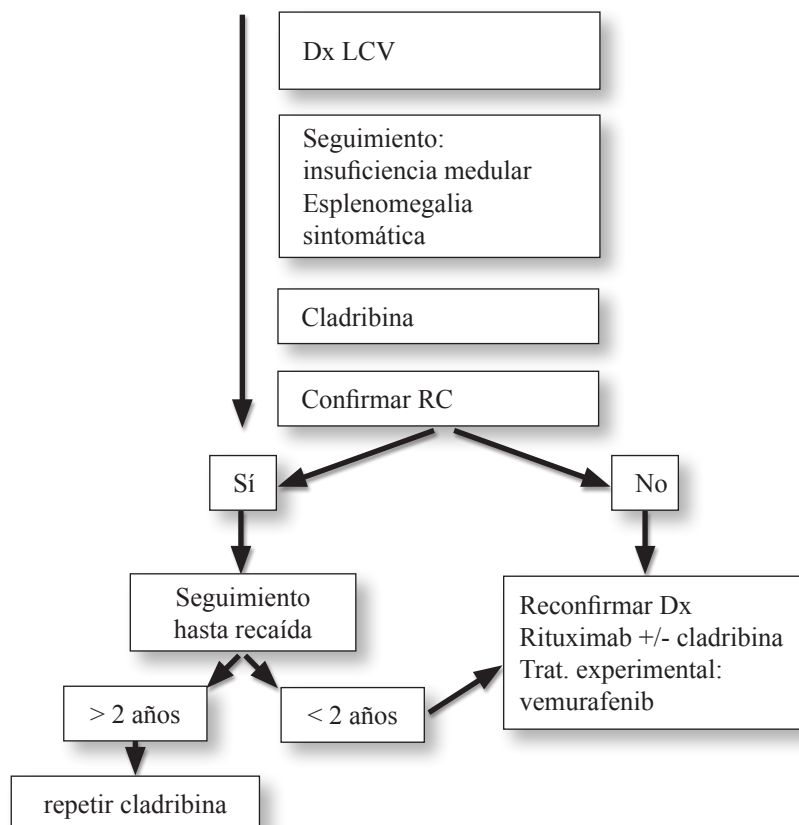 Dx LCV
Seguimiento:
insuficiencia medular
Esplenomegalia
sintomática
Cladribina
Confirmar RC
Sí
No
Seguimiento
hasta recaída
Reconfirmar Dx
Rituximab +/- cladribina
Trat. experimental:
vemurafenib
> 2 años
< 2 años
repetir cladribina